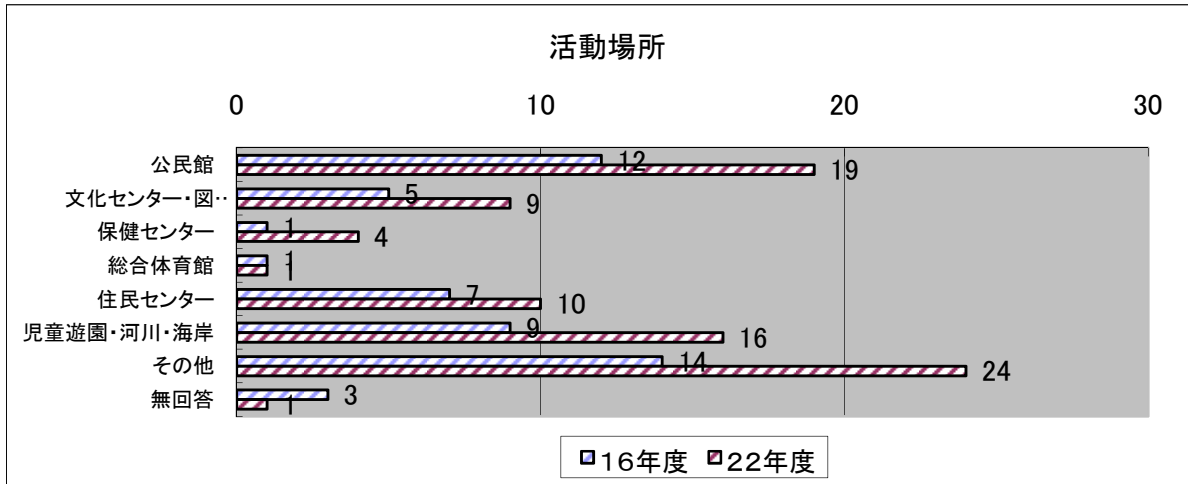 活動場所
0 10 20 30
公民館 12 19
文化センター・図‥ 5 9
保健センター 1 4
総合体育館 1 1
住民センター 7 10
児童遊園・河川・海岸 9 16
その他 14 24
無回答 3 1
16年度 22年度